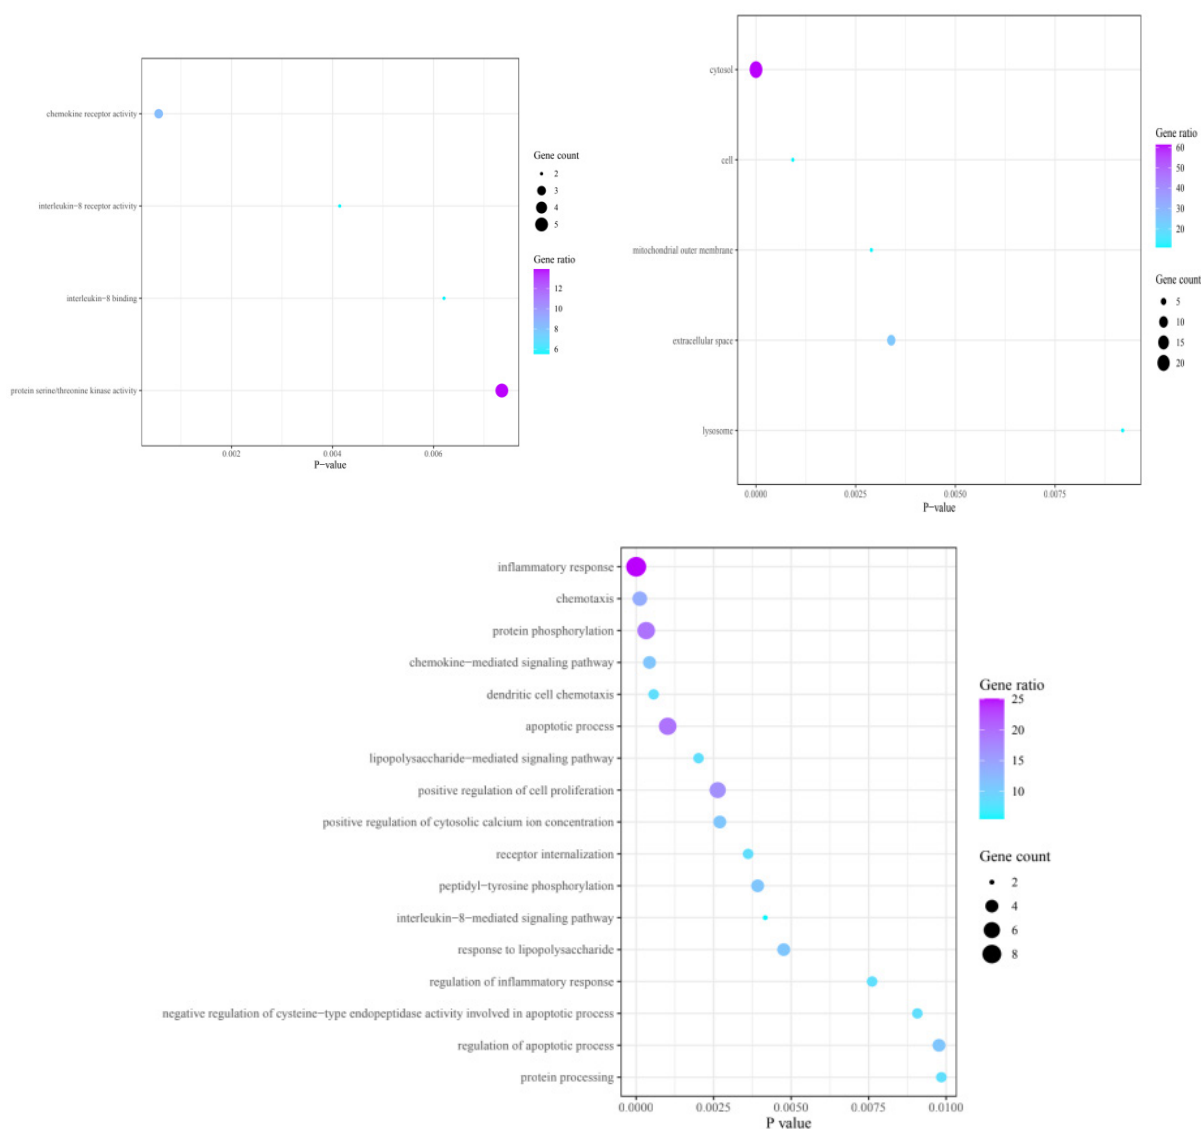 chemokine receptor activity
interleukin-8 receptor activity
interleukin-8 binding
protein serine/threonine kinase activity
0.002 0.004 0.006
P-value
Gene count
2
3
4
5
Gene ratio
12
10
8
6
cytosol
cell
mitochondrial outer membrane
extracellular space
lysosome
0.0000 0.0025 0.0050 0.0075
P-value
Gene ratio
60
50
40
30
20
Gene count
5
10
15
20
inflammatory response
chemotaxis
protein phosphorylation
chemokine-mediated signaling pathway
dendritic cell chemotaxis
apoptotic process
lipopolysaccharide-mediated signaling pathway
positive regulation of cell proliferation
positive regulation of cytosolic calcium ion concentration
receptor internalization
peptidyl-tyrosine phosphorylation
interleukin-8-mediated signaling pathway
response to lipopolysaccharide
regulation of inflammatory response
negative regulation of cysteine-type endopeptidase activity involved in apoptotic process
regulation of apoptotic process
protein processing
0.0000 0.0025 0.0050 0.0075 0.0100
P value
Gene ratio
25
20
15
10
Gene count
2
4
6
8